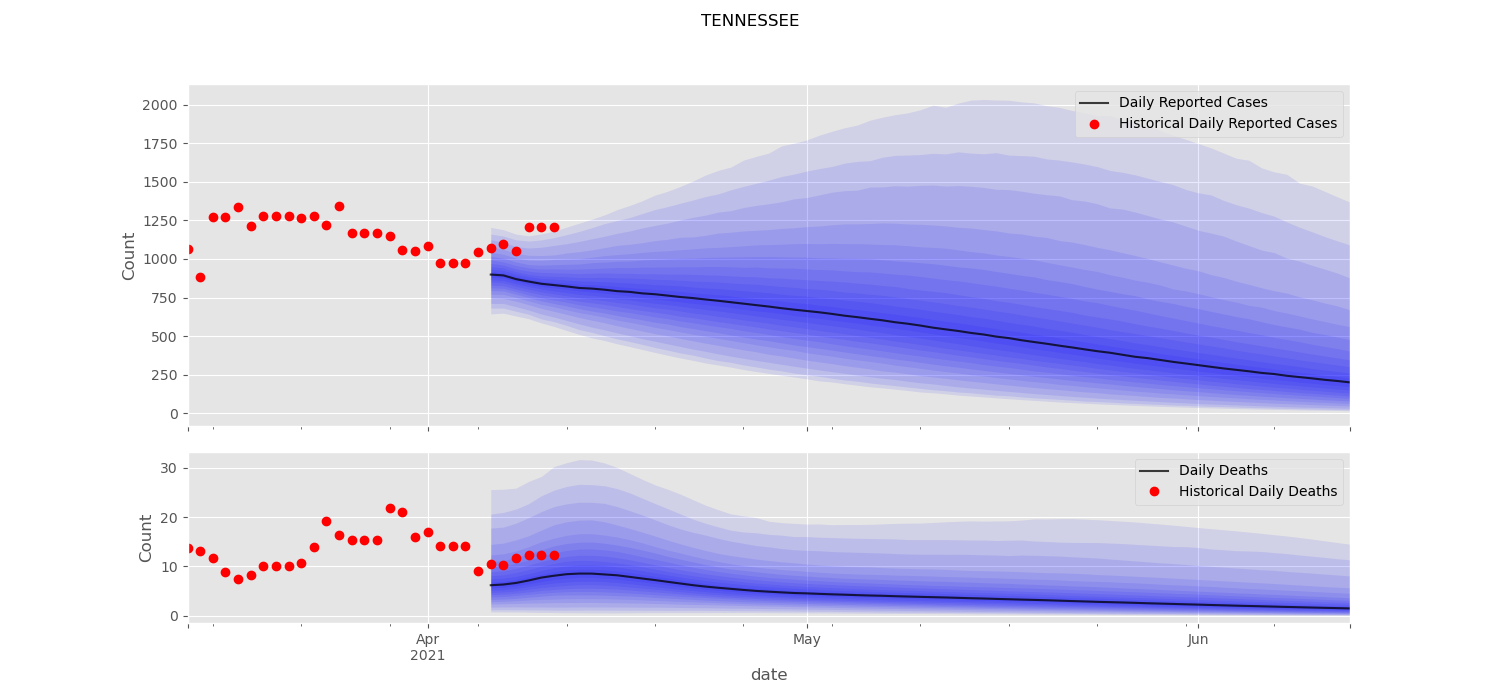 TENNESSEE
Daily Reported Cases
Historical Daily Reported Cases
Count
2000
1750
1500
1250
1000
750
500
250
0
Daily Deaths
Historical Daily Deaths
Count
30
20
10
0
Apr
2021
May
Jun
date